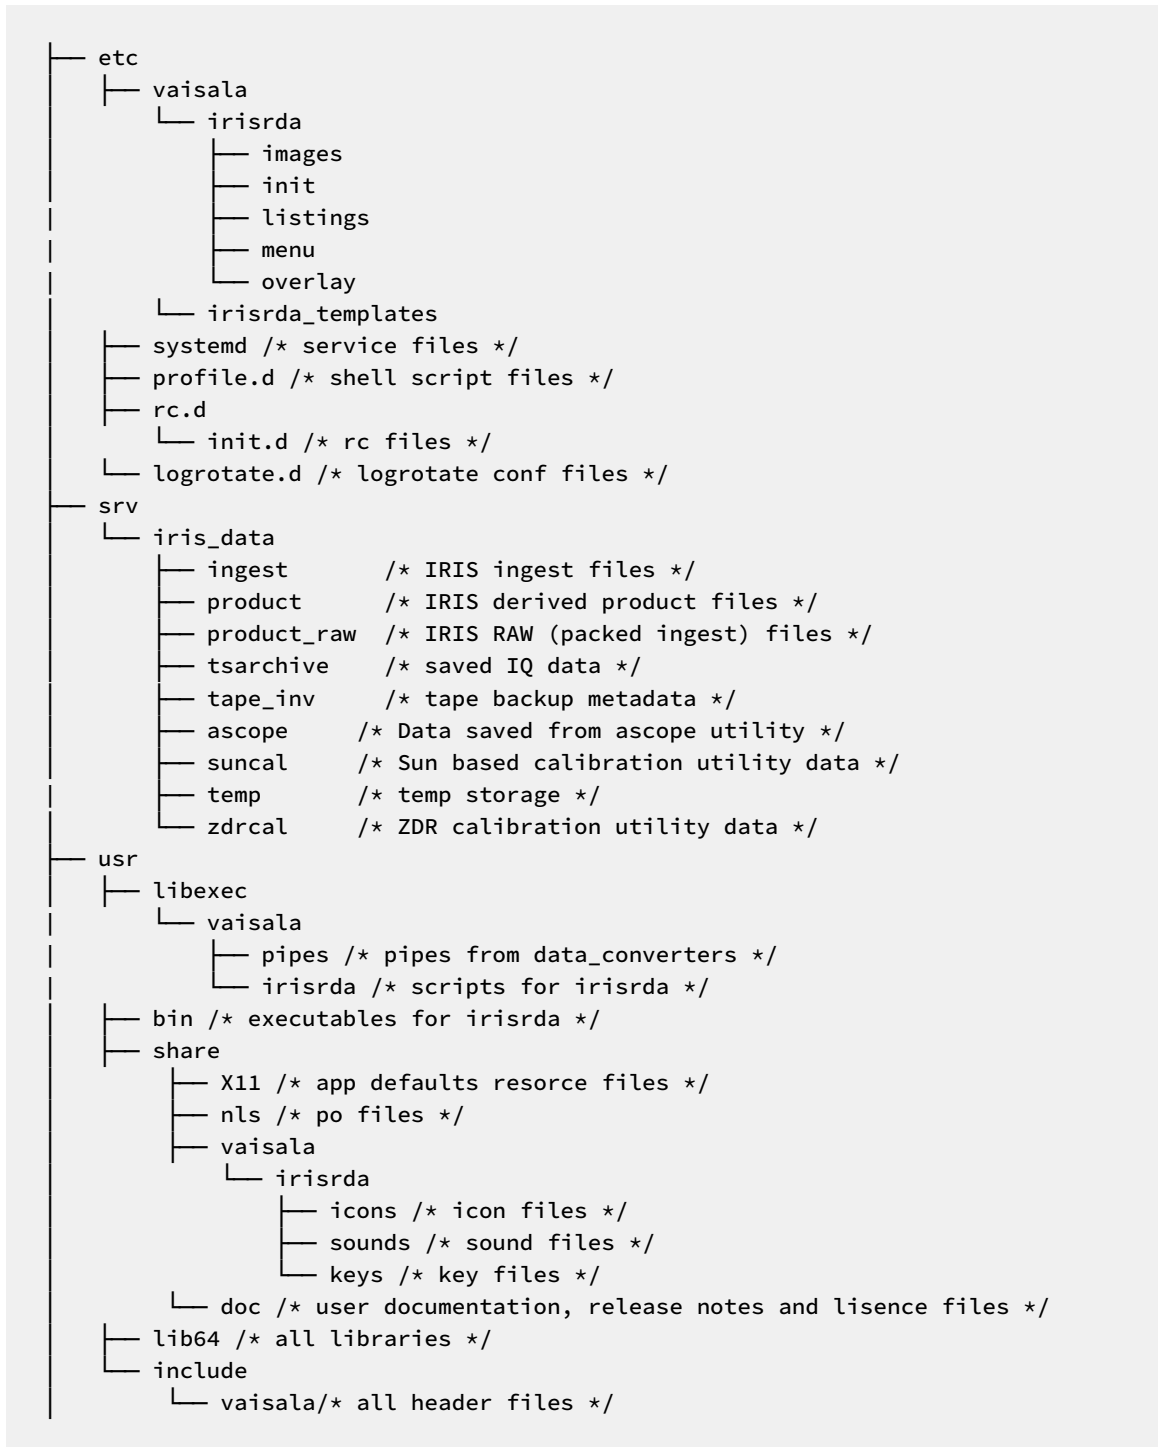 ├── etc
│   ├── vaisala
│       └── irisrda
│           ├── images
│           ├── init
|           ├── listings
|           ├── menu
|           └── overlay
│       └── irisrda_templates
│   ├── systemd /* service files */
│   ├── profile.d /* shell script files */
│   ├── rc.d
│       └── init.d /* rc files */
│   └── logrotate.d /* logrotate conf files */
├── srv
│   └── iris_data
│       ├── ingest       /* IRIS ingest files */
│       ├── product      /* IRIS derived product files */
│       ├── product_raw  /* IRIS RAW (packed ingest) files */
│       ├── tsarchive    /* saved IQ data */
│       ├── tape_inv     /* tape backup metadata */
│       ├── ascope     /* Data saved from ascope utility */
│       ├── suncal     /* Sun based calibration utility data */
|       ├── temp       /* temp storage */
│       └── zdrcal     /* ZDR calibration utility data */
├── usr
│   ├── libexec
|       └── vaisala
|           ├── pipes /* pipes from data_converters */
|           └── irisrda /* scripts for irisrda */
│   ├── bin /* executables for irisrda */
│   ├── share
│        ├── X11 /* app defaults resorce files */
│        ├── nls /* po files */
│        ├── vaisala
│            └── irisrda
│                ├── icons /* icon files */
│                ├── sounds /* sound files */
│                └── keys /* key files */
│        └── doc /* user documentation, release notes and lisence files */
│   ├── lib64 /* all libraries */
│   └── include
│        └── vaisala/* all header files */